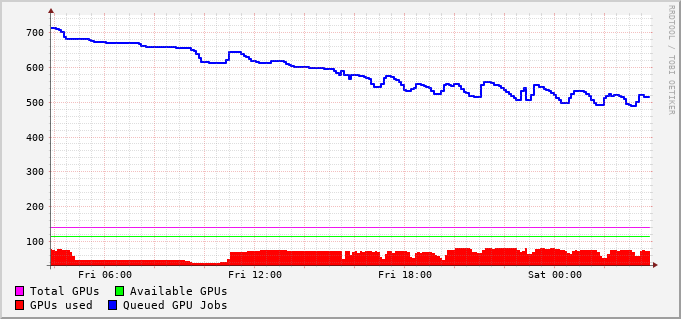 700
600
500
400
300
200
100
Fri 06:00 Fri 12:00 Fri 18:00 Sat 00:00
Total GPUs Available GPUs
GPUs used Queued GPU Jobs
RRDTOOL / TOBI OETIKER